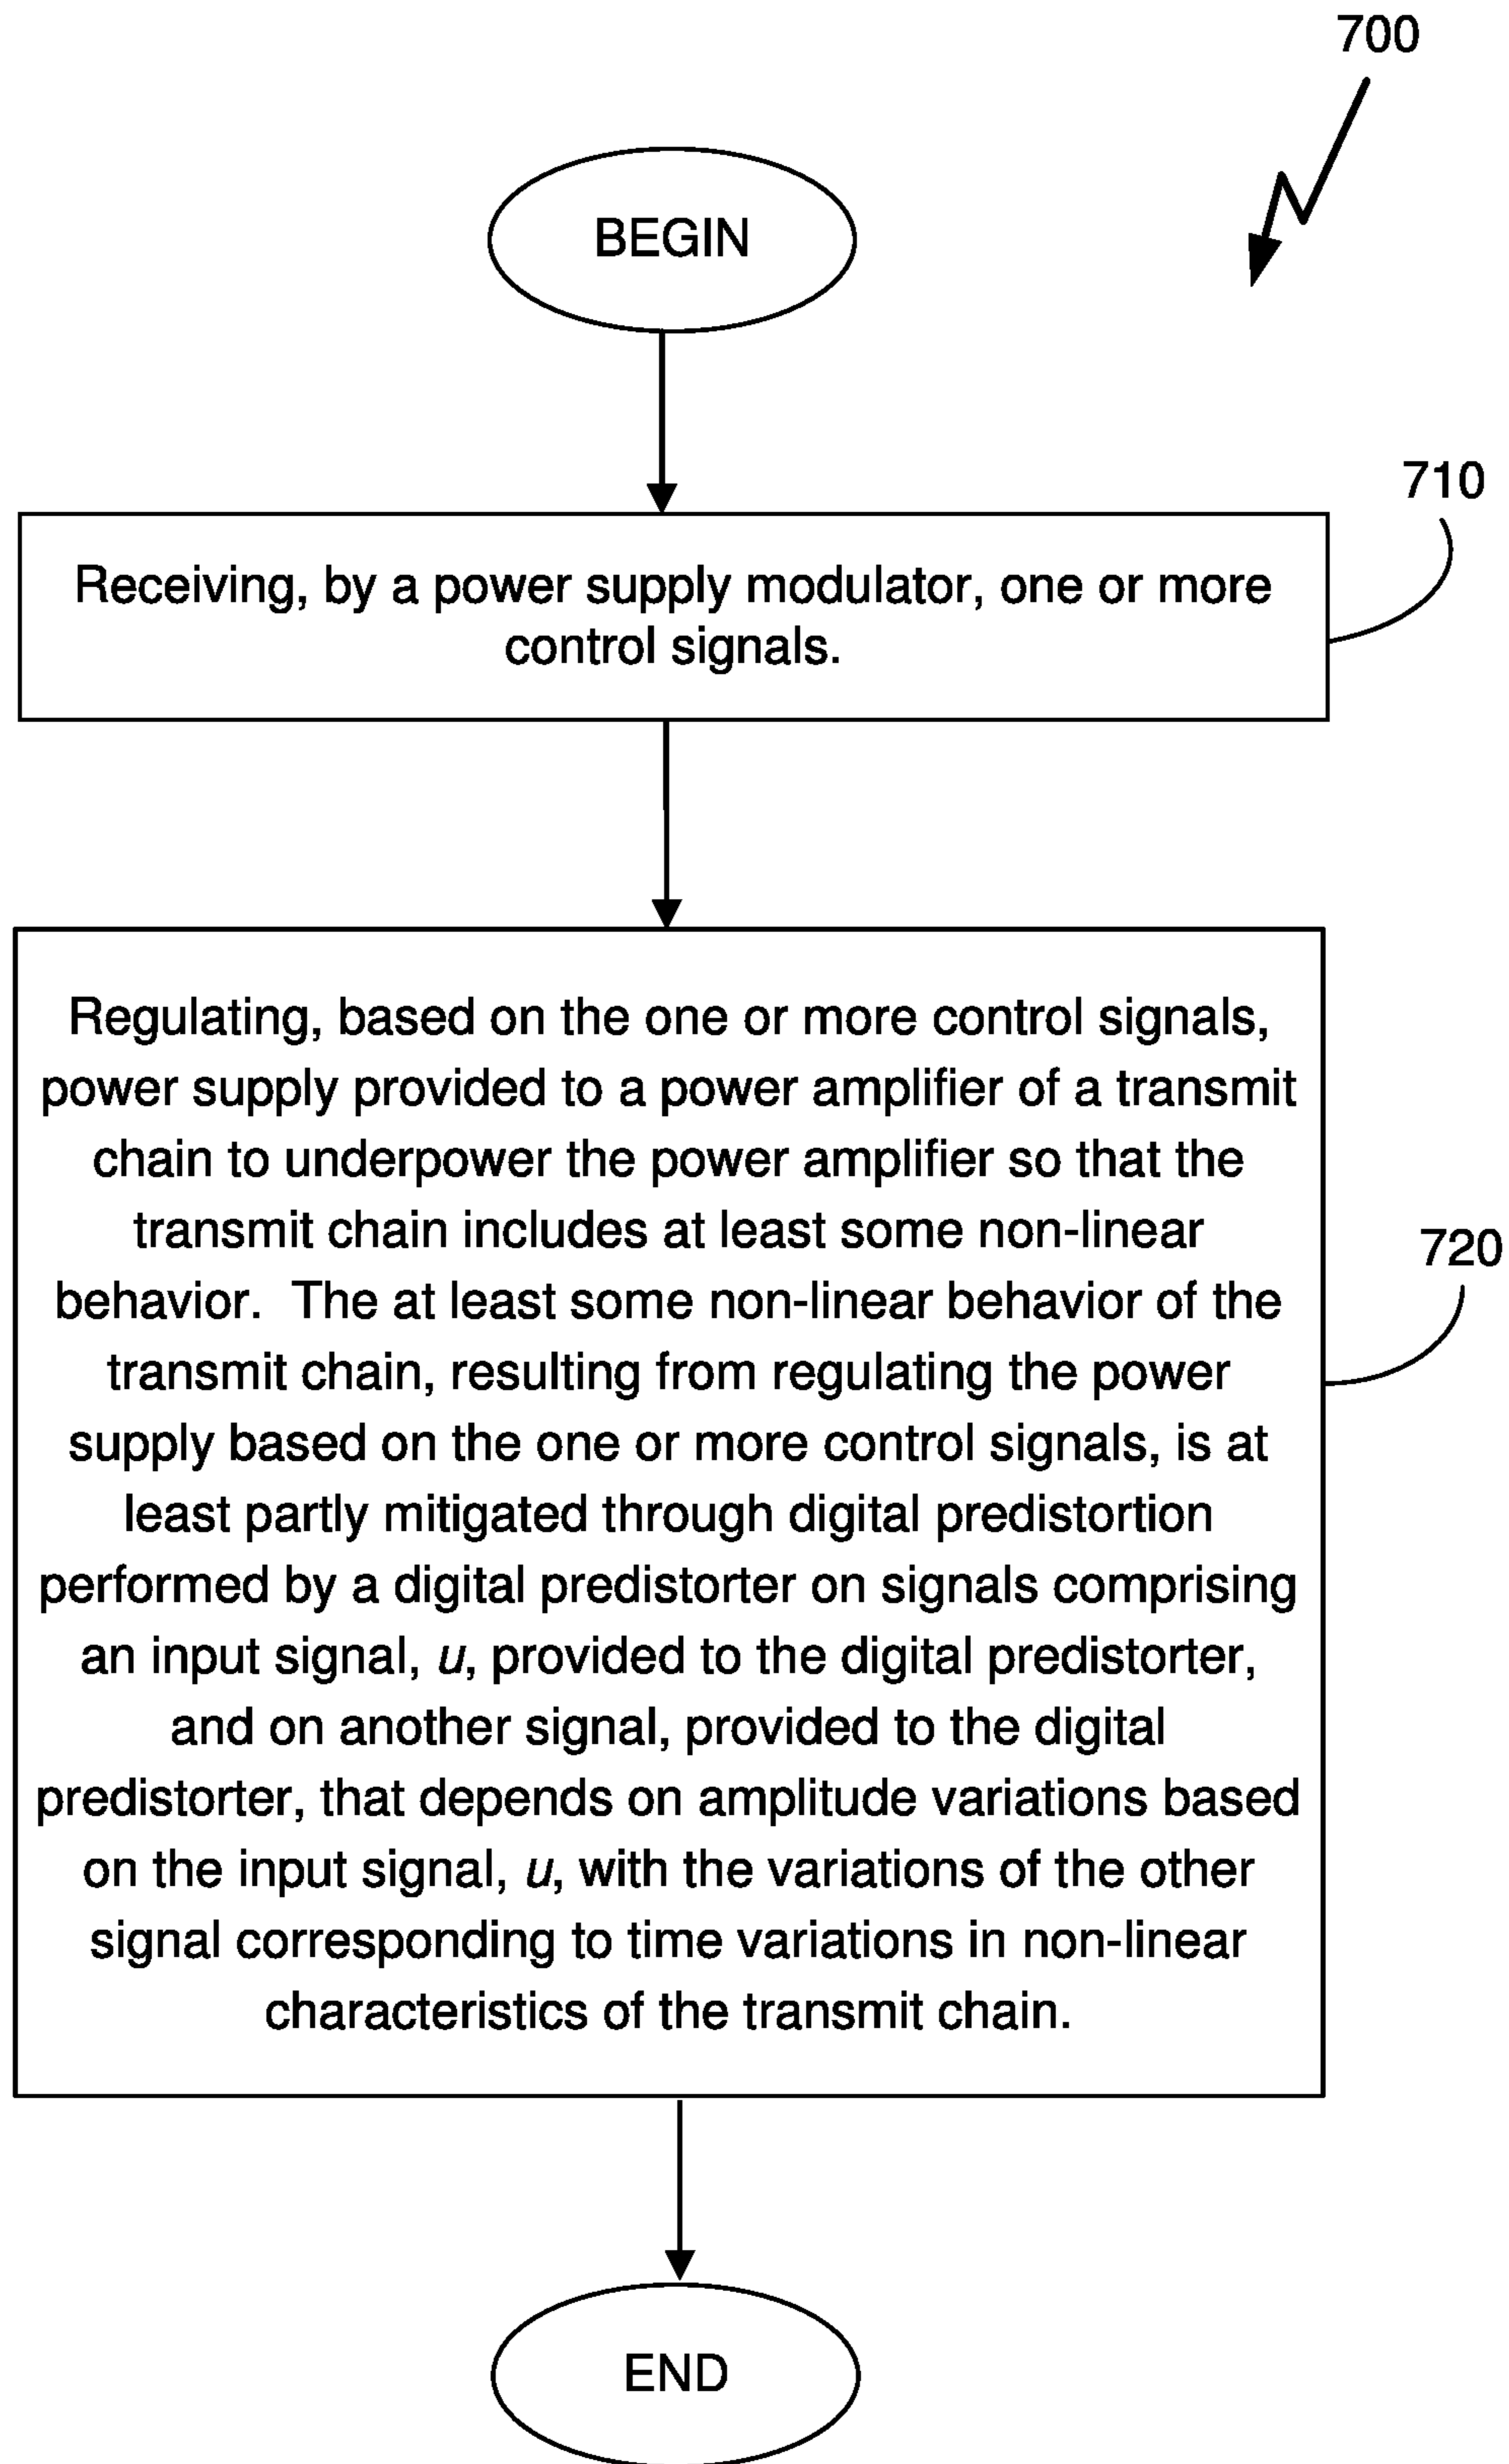 700
BEGIN
710
Receiving, by a power supply modulator, one or more
control signals.
Regulating, based on the one or more control signals,
power supply provided to a power amplifier of a transmit
chain to underpower the power amplifier so that the
transmit chain includes at least some non-linear
behavior.  The at least some non-linear behavior of the
transmit chain, resulting from regulating the power
supply based on the one or more control signals, is at
least partly mitigated through digital predistortion
performed by a digital predistorter on signals comprising
an input signal, u, provided to the digital predistorter,
and on another signal, provided to the digital
predistorter, that depends on amplitude variations based
on the input signal, u, with the variations of the other
signal corresponding to time variations in non-linear
characteristics of the transmit chain.
720
END